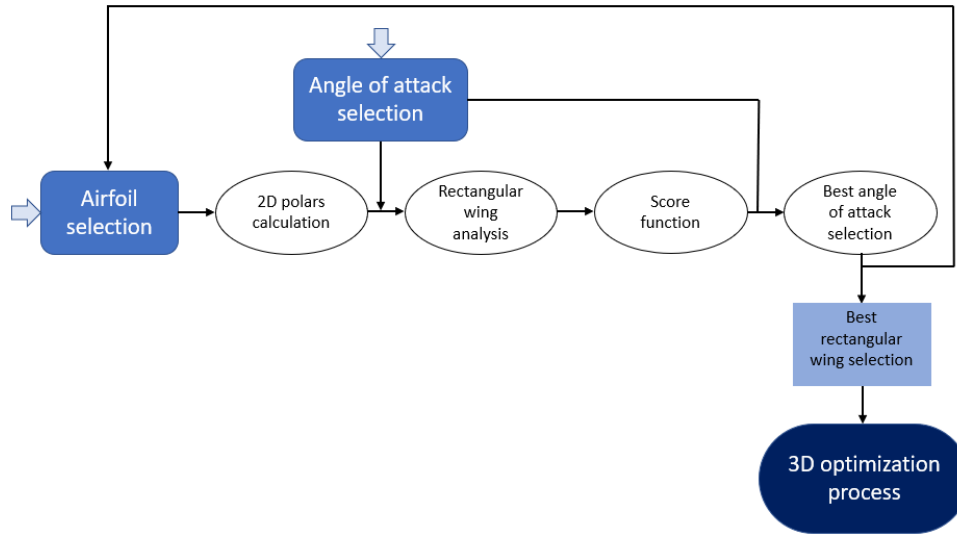 Angle of attack
selection
Airfoil
selection
2D polars
calculation
Rectangular
wing
analysis
Score
function
Best angle
of attack
selection
Best
rectangular
wing selection
3D optimization
process